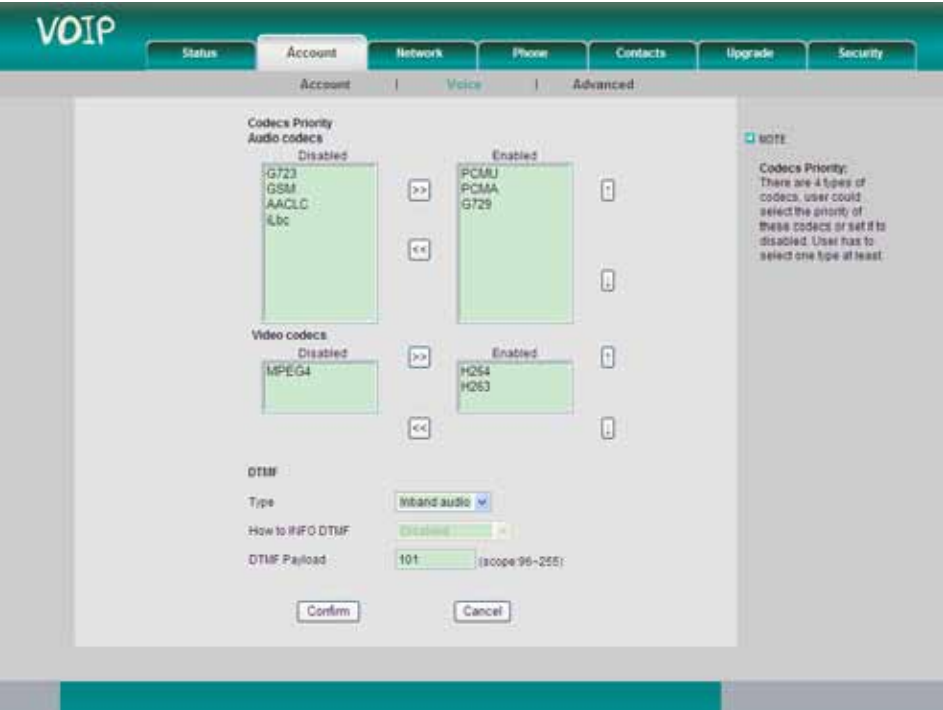 VOIP
Status Account Network Phone Contacts Upgrade Security
Account | Voice | Advanced
Codecs Priority
Audio codecs
Disabled Enabled
G723
GSM
AACLC
iLbc
>>
<<
PCMU
PCMA
G729
↑
↓
Video codecs
Disabled Enabled
MPEG4
>>
<<
H264
H263
↑
↓
DTMF
Type Inband audio
How to INFO DTMF Disabled
DTMF Payload 101 (scope:96~255)
Confirm Cancel
NOTE
Codecs Priority:
There are 4 types of
codecs, user could
select the priority of
these codecs or set it to
disabled. User has to
select one type at least.